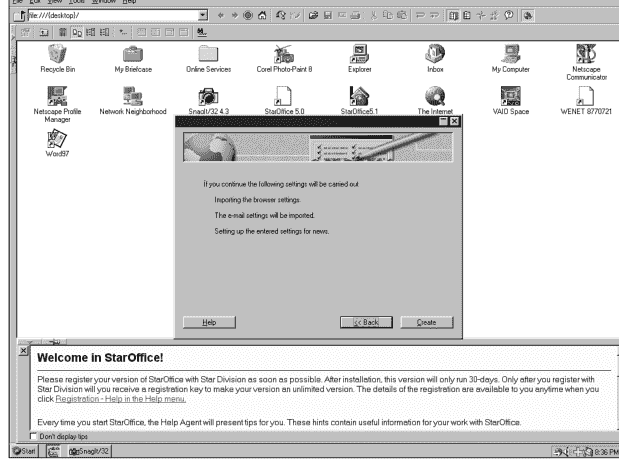 File Edit View Tools Window Help
file:///(desktop)/
Recycle Bin
My Briefcase
Online Services
Corel Photo-Paint 8
Explorer
Inbox
My Computer
Netscape Communicator
Netscape Profile Manager
Network Neighborhood
SnagIt/32 4.3
StarOffice 5.0
StarOffice5.1
The Internet
VAIO Space
WENET 8770721
Word97
If you continue the following settings will be carried out
Importing the browser settings.
The e-mail settings will be imported.
Setting up the entered settings for news.
Help
<< Back
Create
Welcome in StarOffice!
Please register your version of StarOffice with Star Division as soon as possible. After installation, this version will only run 30-days. Only after you register with
Star Division will you receive a registration key to make your version an unlimited version. The details of the registration are available to you anytime when you
click Registration - Help in the Help menu.
Every time you start StarOffice, the Help Agent will present tips for you. These hints contain useful information for your work with StarOffice.
Don't display tips
Start
SnagIt/32
8:36 PM